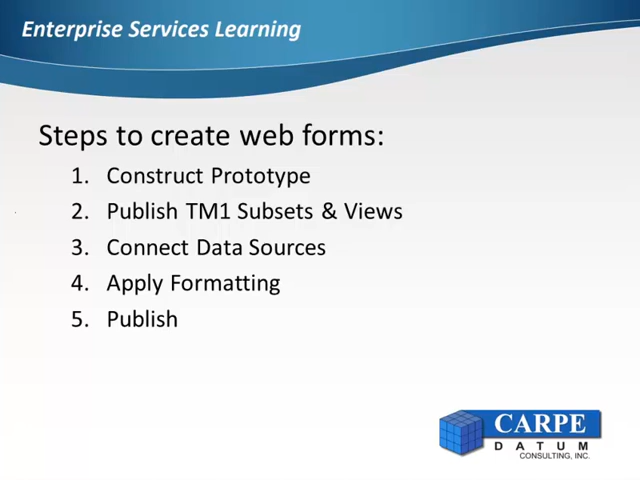 Enterprise Services Learning
Steps to create web forms:
1. Construct Prototype
2. Publish TM1 Subsets & Views
3. Connect Data Sources
4. Apply Formatting
5. Publish
CARPE
DATUM
CONSULTING, INC.